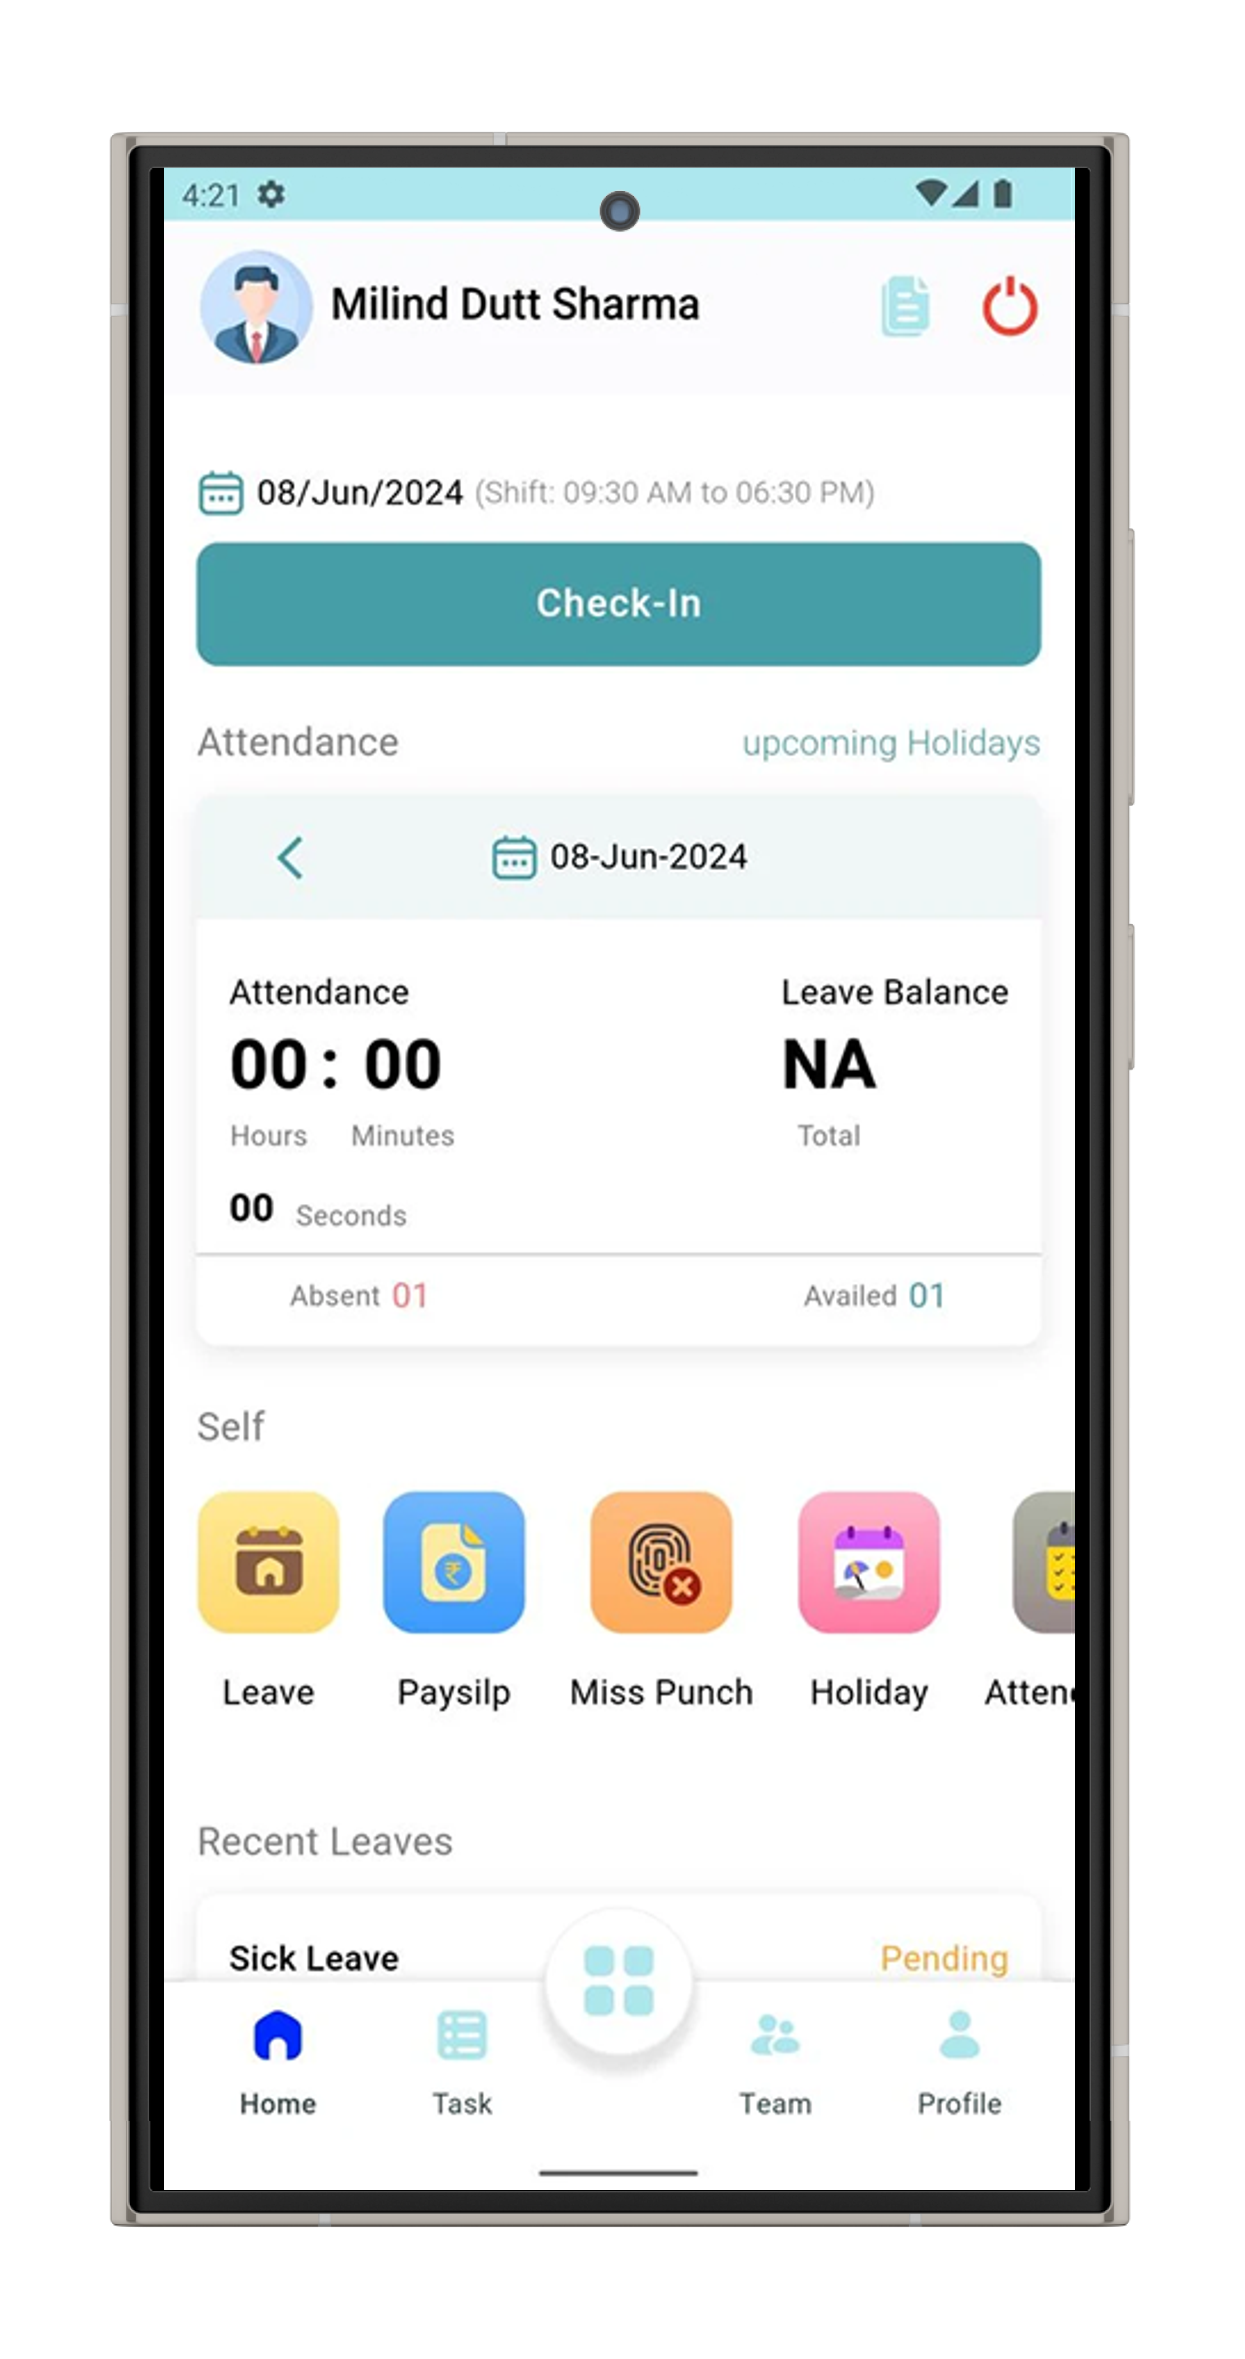 4:21
Milind Dutt Sharma
08/Jun/2024 (Shift: 09:30 AM to 06:30 PM)
Check-In
Attendance upcoming Holidays
08-Jun-2024
Attendance Leave Balance
00 : 00 NA
Hours Minutes Total
00 Seconds
Absent 01 Availed 01
Self
Leave Paysilp Miss Punch Holiday Atten
Recent Leaves
Sick Leave Pending
Home Task Team Profile